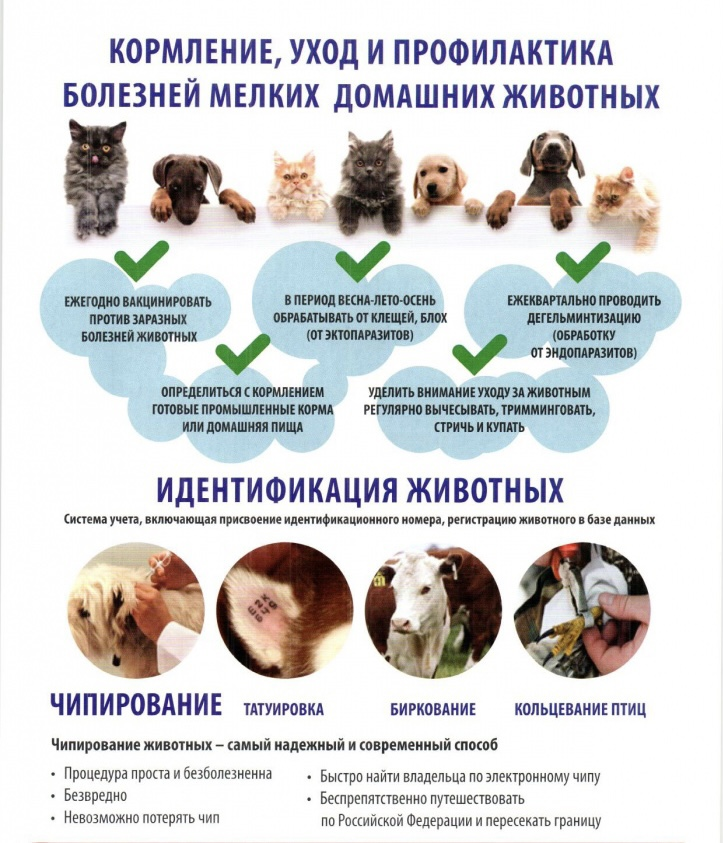 КОРМЛЕНИЕ, УХОД И ПРОФИЛАКТИКА
БОЛЕЗНЕЙ МЕЛКИХ ДОМАШНИХ ЖИВОТНЫХ
ЕЖЕГОДНО ВАКЦИНИРОВАТЬ
ПРОТИВ ЗАРАЗНЫХ
БОЛЕЗНЕЙ ЖИВОТНЫХ
В ПЕРИОД ВЕСНА-ЛЕТО-ОСЕНЬ
ОБРАБАТЫВАТЬ ОТ КЛЕЩЕЙ, БЛОХ
(ОТ ЭКТОПАРАЗИТОВ)
ЕЖЕКВАРТАЛЬНО ПРОВОДИТЬ
ДЕГЕЛЬМИНТИЗАЦИЮ
(ОБРАБОТКУ
ОТ ЭНДОПАРАЗИТОВ)
ОПРЕДЕЛИТЬСЯ С КОРМЛЕНИЕМ
ГОТОВЫЕ ПРОМЫШЛЕННЫЕ КОРМА
ИЛИ ДОМАШНЯЯ ПИЩА
УДЕЛИТЬ ВНИМАНИЕ УХОДУ ЗА ЖИВОТНЫМ
РЕГУЛЯРНО ВЫЧЕСЫВАТЬ, ТРИММИНГОВАТЬ,
СТРИЧЬ И КУПАТЬ
ИДЕНТИФИКАЦИЯ ЖИВОТНЫХ
Система учета, включающая присвоение идентификационного номера, регистрацию животного в базе данных
ЧИПИРОВАНИЕ
ТАТУИРОВКА
БИРКОВАНИЕ
КОЛЬЦЕВАНИЕ ПТИЦ
Чипирование животных – самый надежный и современный способ
• Процедура проста и безболезненна
• Безвредно
• Невозможно потерять чип
• Быстро найти владельца по электронному чипу
• Беспрепятственно путешествовать
по Российской Федерации и пересекать границу